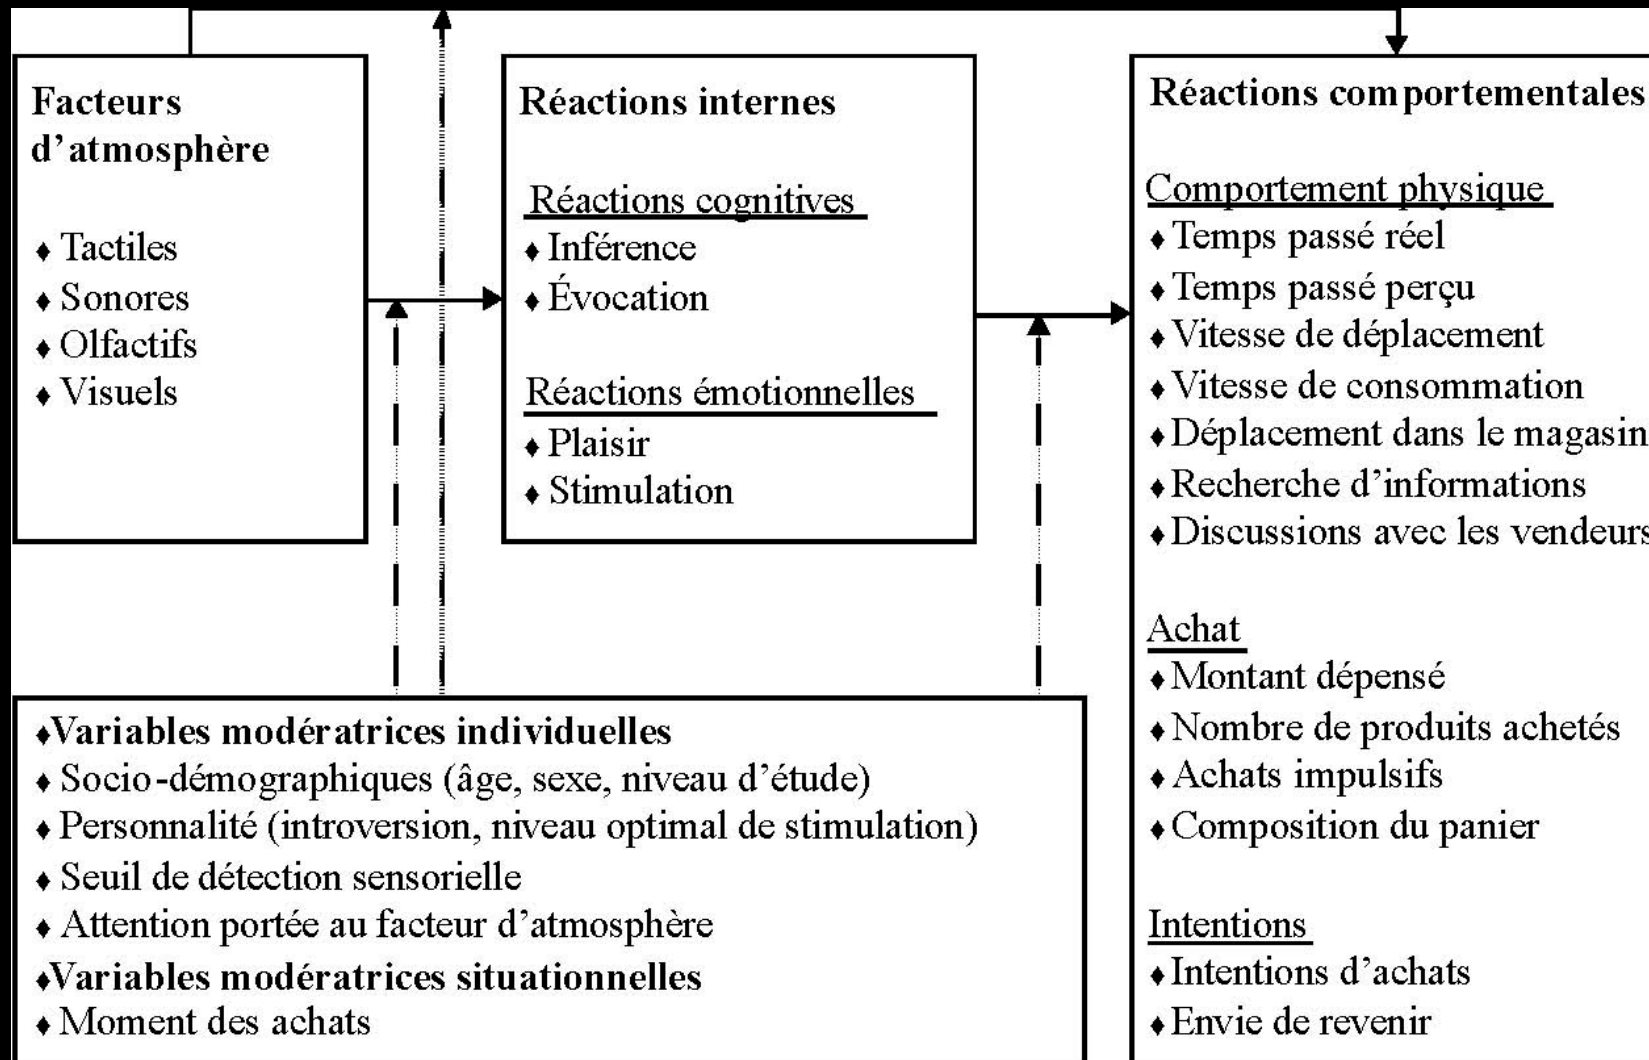 Facteurs
d’atmosphère
♦ Tactiles
♦ Sonores
♦ Olfactifs
♦ Visuels
Réactions internes
Réactions cognitives
♦ Inférence
♦ Évocation
Réactions émotionnelles
♦ Plaisir
♦ Stimulation
Réactions comportementales
Comportement physique
♦ Temps passé réel
♦ Temps passé perçu
♦ Vitesse de déplacement
♦ Vitesse de consommation
♦ Déplacement dans le magasin
♦ Recherche d’informations
♦ Discussions avec les vendeurs
Achat
♦ Montant dépensé
♦ Nombre de produits achetés
♦ Achats impulsifs
♦ Composition du panier
Intentions
♦ Intentions d’achats
♦ Envie de revenir
♦Variables modératrices individuelles
♦ Socio-démographiques (âge, sexe, niveau d’étude)
♦ Personnalité (introversion, niveau optimal de stimulation)
♦ Seuil de détection sensorielle
♦ Attention portée au facteur d’atmosphère
♦Variables modératrices situationnelles
♦ Moment des achats